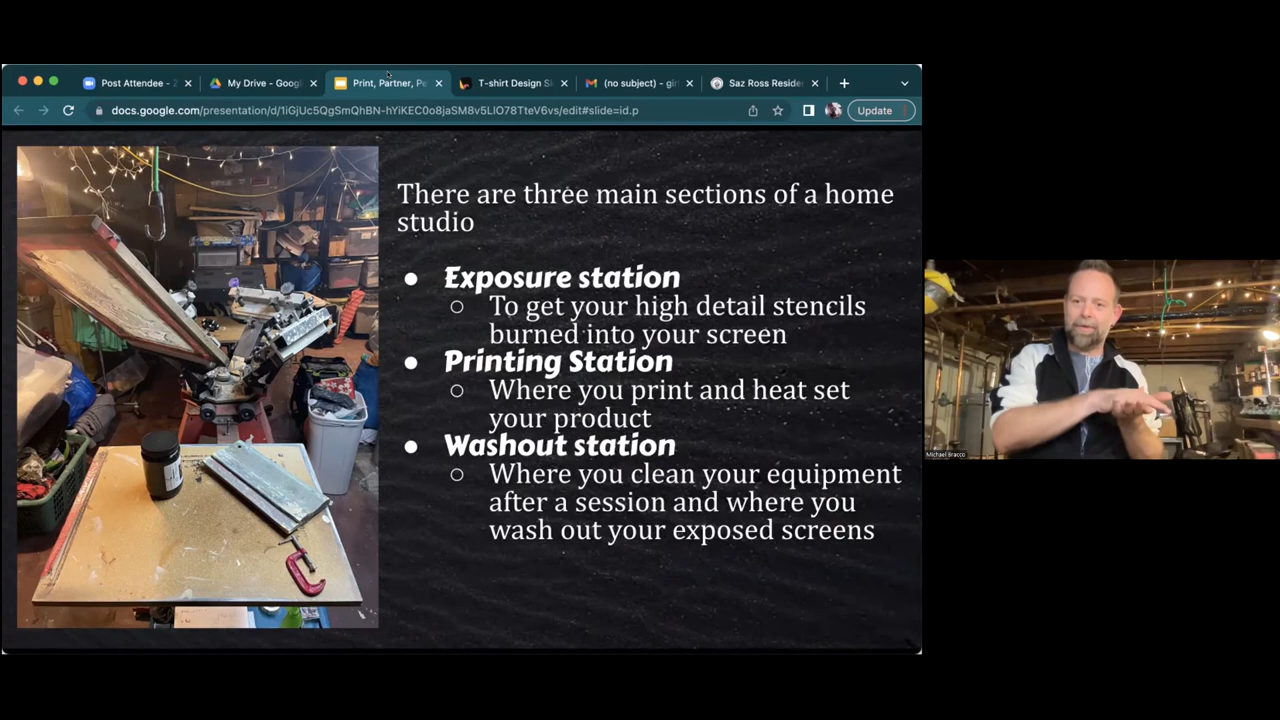 Post Attendee - 
My Drive - Goog
Print, Partner, Pe
T-shirt Design S
(no subject) - gir
Saz Ross Reside
docs.google.com/presentation/d/1iGjUc5QgSmQhBN-hYiKEC0o8jaSM8v5LIO78TteV6vs/edit#slide=id.p
Update
There are three main sections of a home
studio
● Exposure station
○ To get your high detail stencils
burned into your screen
● Printing Station
○ Where you print and heat set
your product
● Washout station
○ Where you clean your equipment
after a session and where you
wash out your exposed screens
Michael Bracco